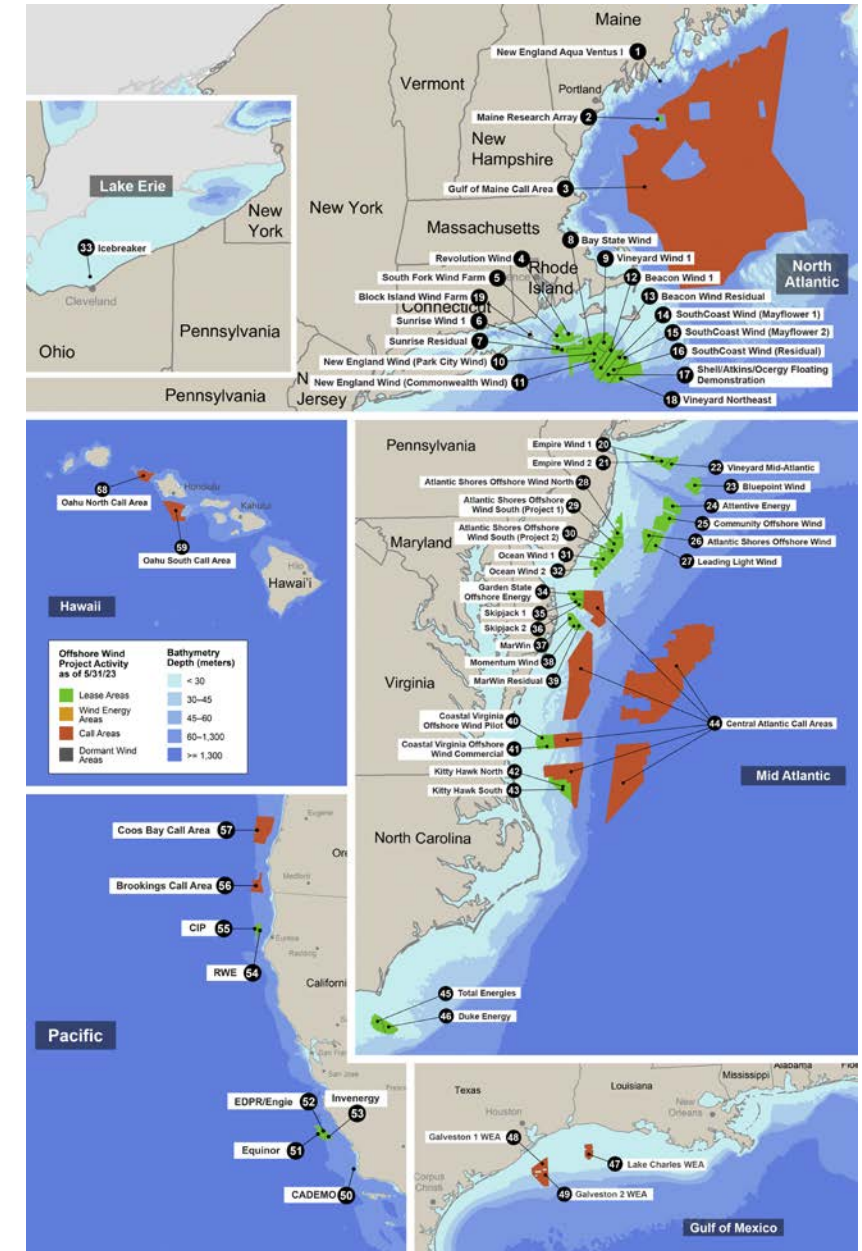 Maine
New England Aqua Ventus I 1
Vermont
Portland
Maine Research Array 2
New
Hampshire
Lake Erie
Gulf of Maine Call Area 3
New
York
New York
Massachusetts
33 Icebreaker
8 Bay State Wind
Revolution Wind 4
9 Vineyard Wind 1
South Fork Wind Farm 5
Rhode
Island
12 Beacon Wind 1
North
Atlantic
Cleveland
Block Island Wind Farm 19
13 Beacon Wind Residual
Connecticut
Sunrise Wind 1 6
14 SouthCoast Wind (Mayflower 1)
Pennsylvania
Sunrise Residual 7
15 SouthCoast Wind (Mayflower 2)
Ohio
New England Wind (Park City Wind) 10
16 SouthCoast Wind (Residual)
New England Wind (Commonwealth Wind) 11
17 Shell/Atkins/Ocergy Floating
Demonstration
Pennsylvania
Jersey
18 Vineyard Northeast
58
Oahu North Call Area
Honolulu
Kahului
59
Oahu South Call Area
Hilo
Hawai'i
Hawaii
Offshore Wind
Project Activity
as of 5/31/23
Lease Areas
Wind Energy
Areas
Call Areas
Dormant Wind
Areas
Bathymetry
Depth (meters)
< 30
30–45
45–60
60–1,300
>= 1,300
Pennsylvania
Empire Wind 1 20
Empire Wind 2 21
22 Vineyard Mid-Atlantic
Atlantic Shores Offshore Wind North 28
23 Bluepoint Wind
Atlantic Shores Offshore
Wind South (Project 1) 29
24 Attentive Energy
Atlantic Shores Offshore
Wind South (Project 2) 30
25 Community Offshore Wind
Maryland
Ocean Wind 1 31
26 Atlantic Shores Offshore Wind
Ocean Wind 2 32
27 Leading Light Wind
Garden State
Offshore Energy 34
Skipjack 1 35
Skipjack 2 36
MarWin 37
Momentum Wind 38
Virginia
MarWin Residual 39
Coastal Virginia
Offshore Wind Pilot 40
44 Central Atlantic Call Areas
Coastal Virginia Offshore
Wind Commercial 41
Kitty Hawk North 42
Mid Atlantic
Kitty Hawk South 43
North Carolina
45 Total Energies
46 Duke Energy
Eugene
Coos Bay Call Area 57
Medford
Brookings Call Area 56
CIP 55
Eureka
Redding
RWE 54
Pacific
San Jose
EDPR/Engie 52
Invenergy
53
Equinor 51
CADEMO 50
Texas
Louisiana
Mississippi
Alabama
Houston
New
Orleans
Galveston 1 WEA 48
47 Lake Charles WEA
Corpus
Christi
49 Galveston 2 WEA
Gulf of Mexico